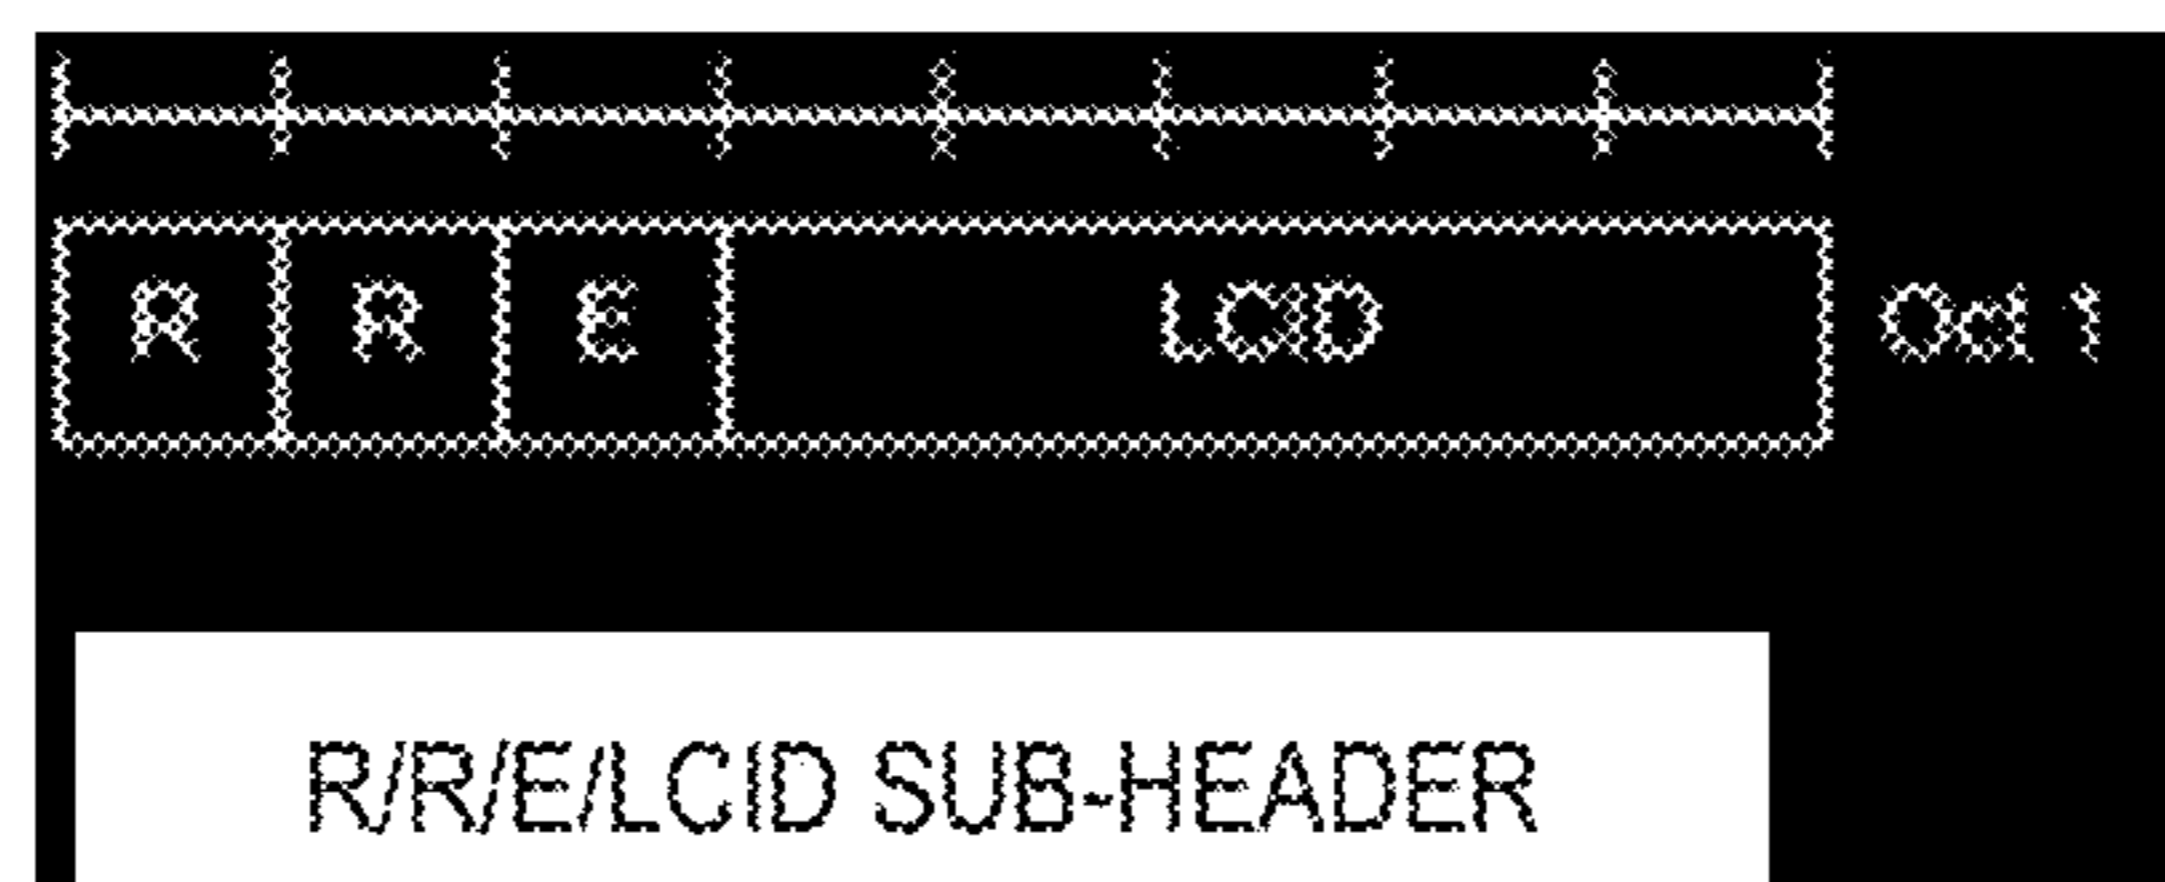 R R E LCID Oct 1
R/R/E/LCID SUB-HEADER